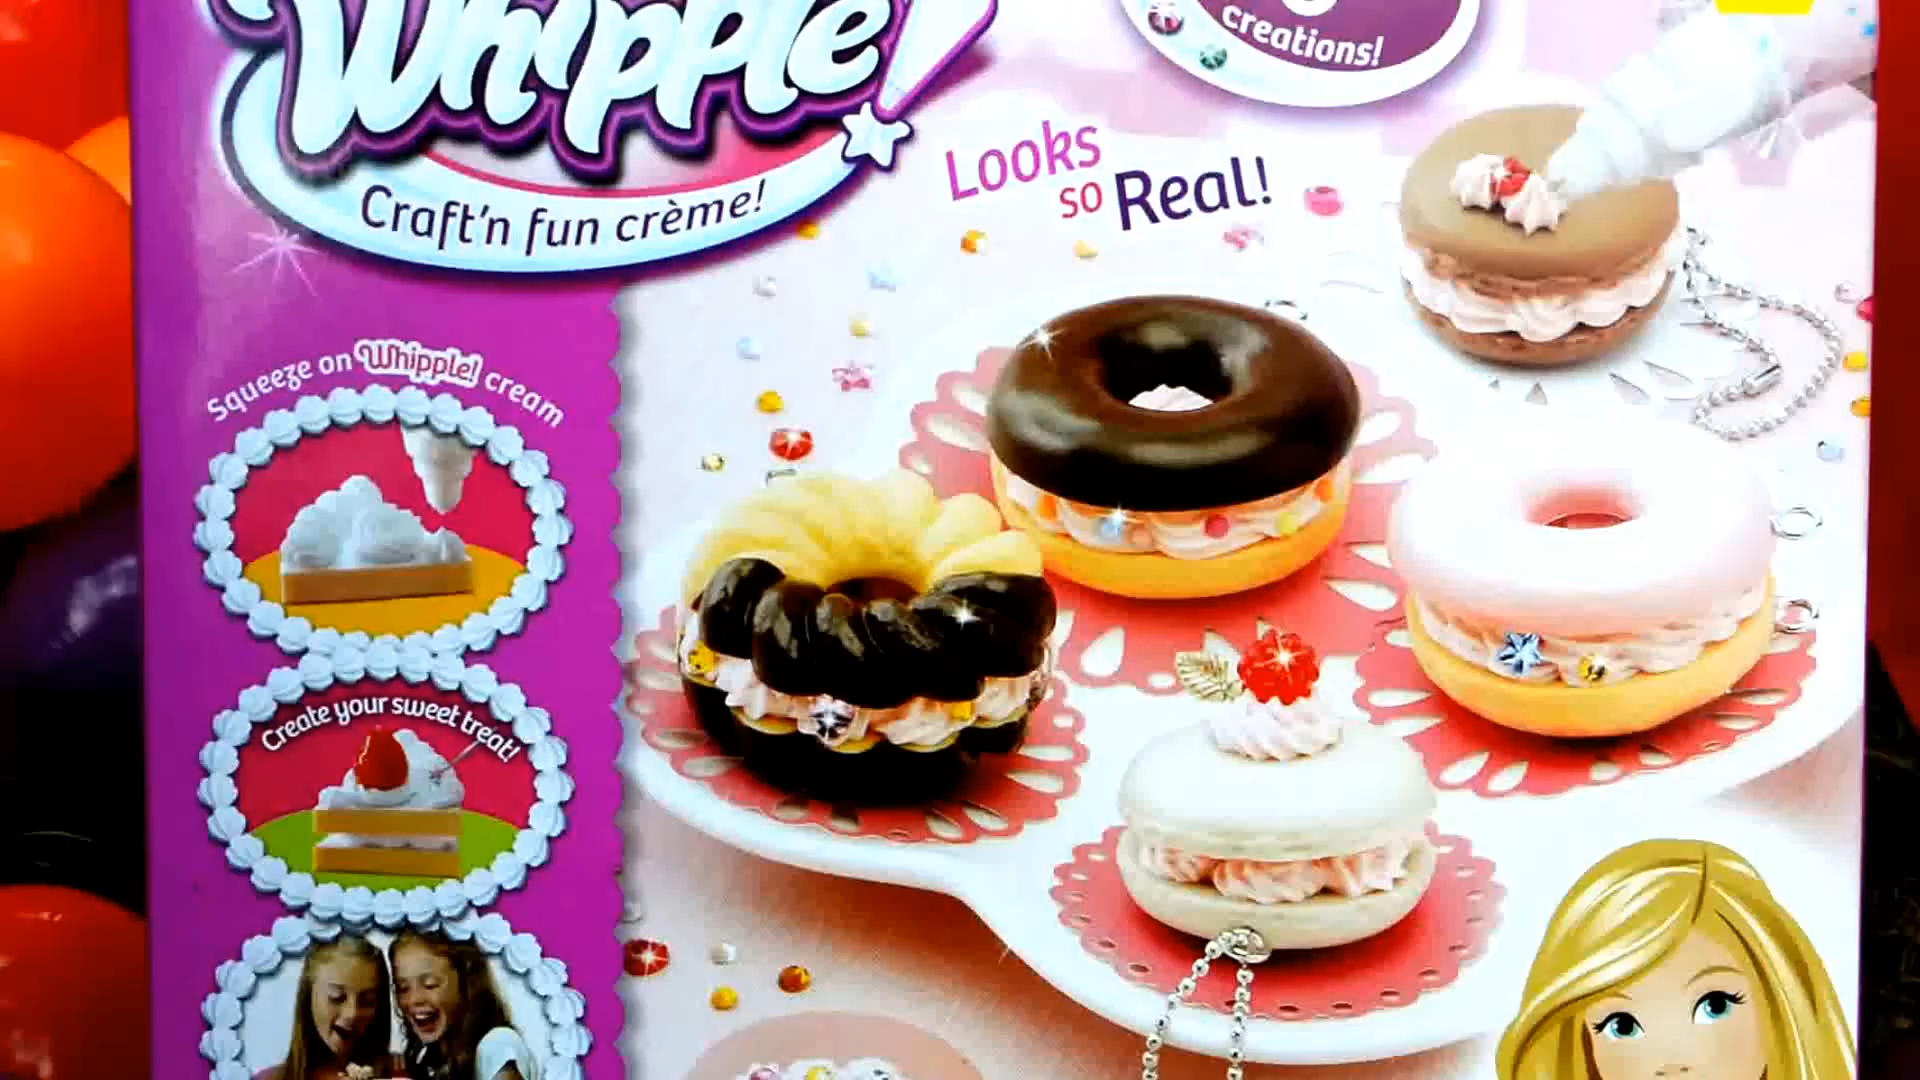 Whipple!
Craft'n fun crème!
creations!
Looks
so Real!
Squeeze on Whipple! cream
Create your sweet treat!